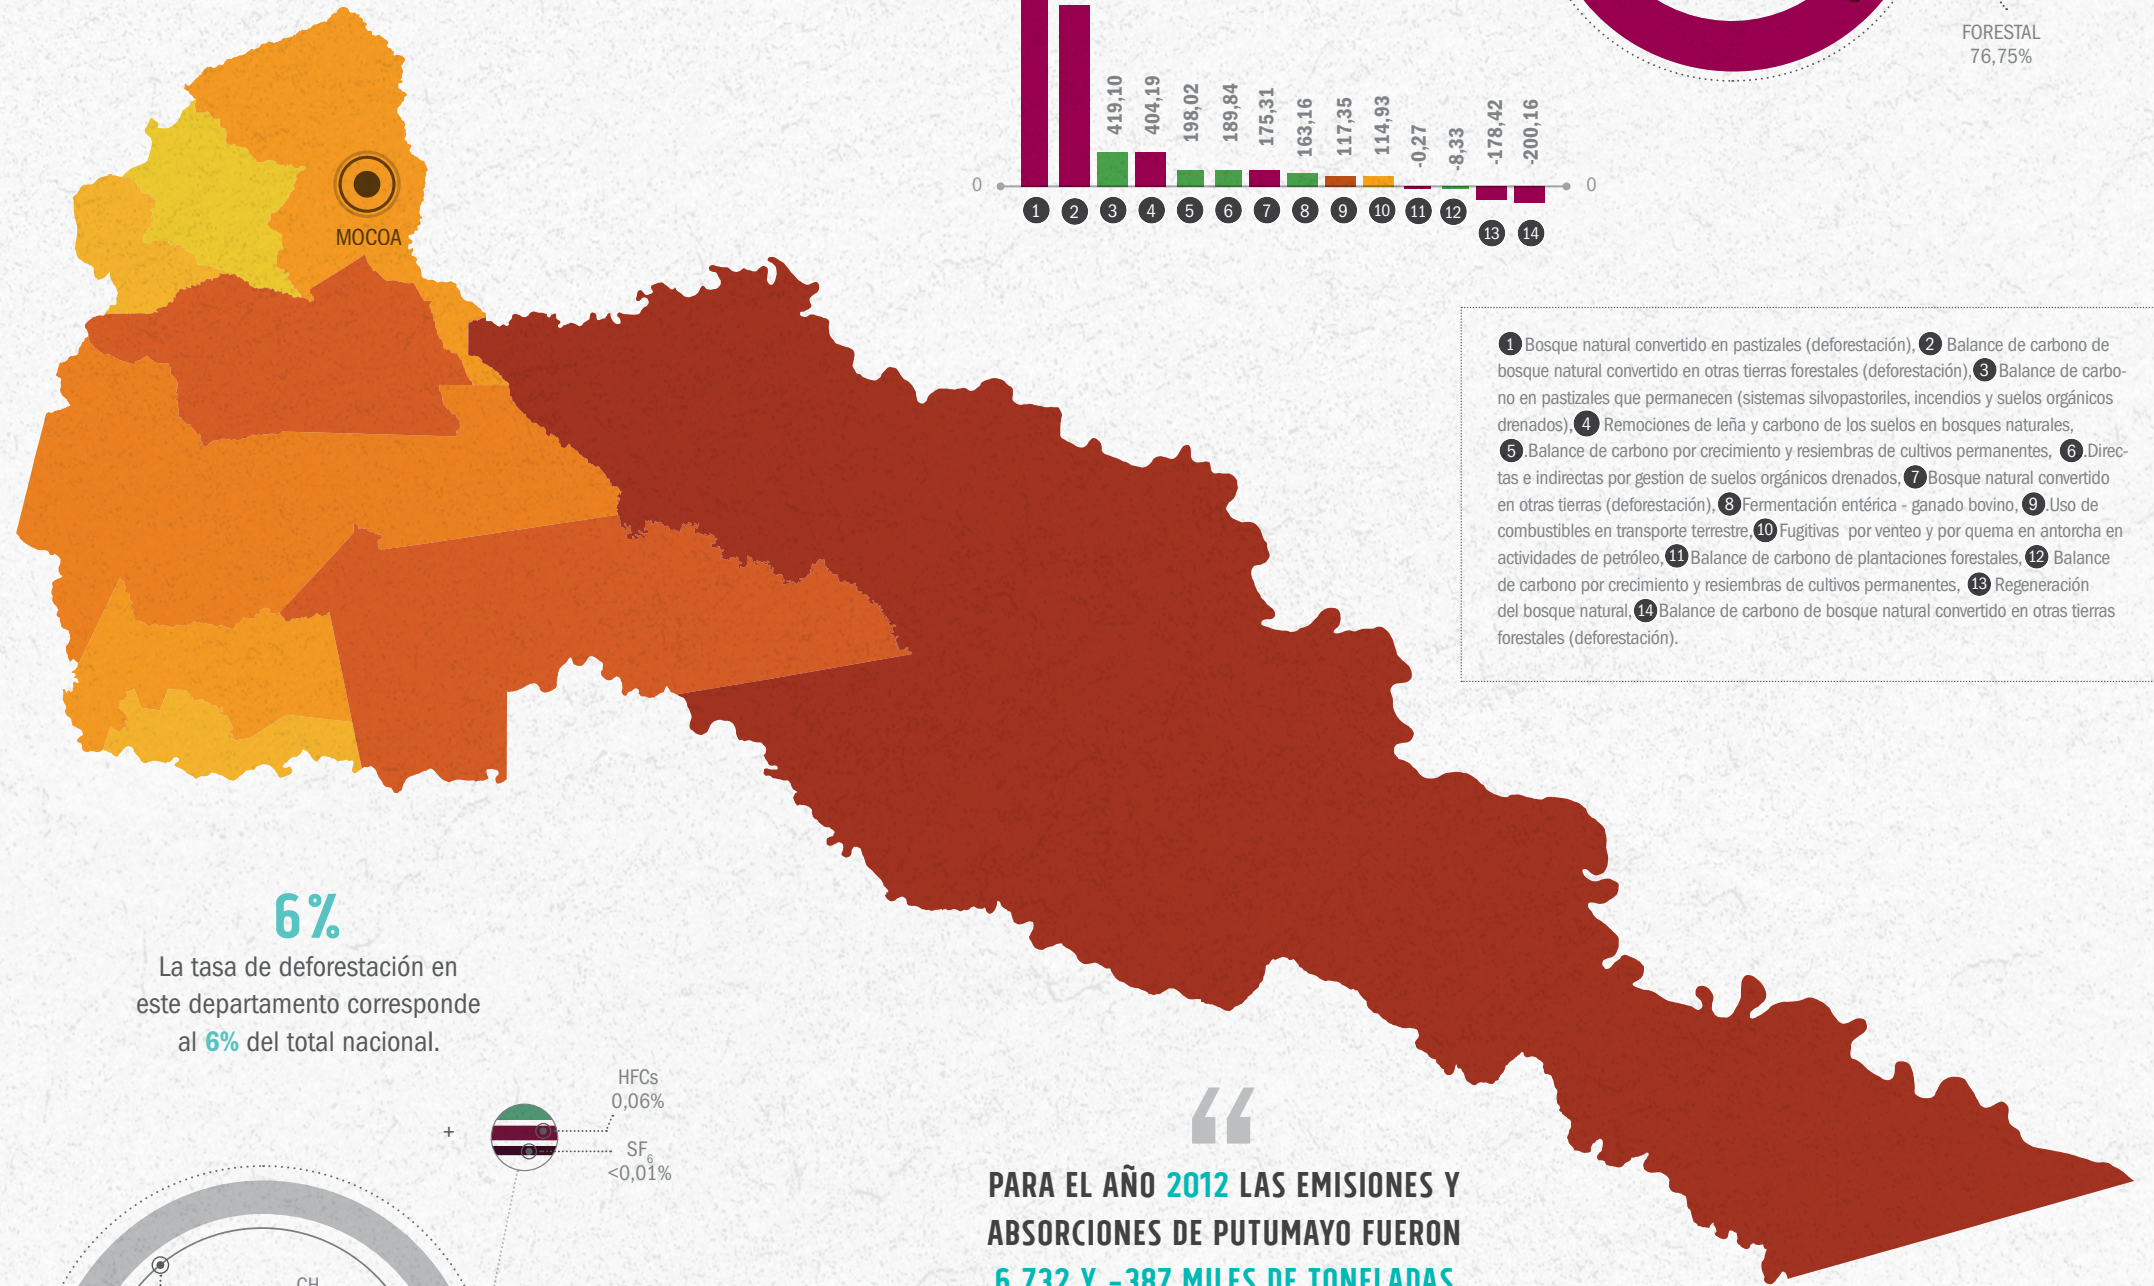 FORESTAL
76,75%
419,10
404,19
198,02
189,84
175,31
163,16
117,35
114,93
-0,27
-8,33
-178,42
-200,16
0
0
1 2 3 4 5 6 7 8 9 10 11 12
13 14
MOCOA
1 Bosque natural convertido en pastizales (deforestación), 2 Balance de carbono de
bosque natural convertido en otras tierras forestales (deforestación), 3 Balance de carbo-
no en pastizales que permanecen (sistemas silvopastoriles, incendios y suelos orgánicos
drenados), 4 Remociones de leña y carbono de los suelos en bosques naturales,
5 .Balance de carbono por crecimiento y resiembras de cultivos permanentes, 6 .Direc-
tas e indirectas por gestion de suelos orgánicos drenados, 7 Bosque natural convertido
en otras tierras (deforestación), 8 Fermentación entérica - ganado bovino, 9 .Uso de
combustibles en transporte terrestre, 10 Fugitivas por venteo y por quema en antorcha en
actividades de petróleo, 11 Balance de carbono de plantaciones forestales, 12 Balance
de carbono por crecimiento y resiembras de cultivos permanentes, 13 Regeneración
del bosque natural, 14 Balance de carbono de bosque natural convertido en otras tierras
forestales (deforestación).
6%
La tasa de deforestación en
este departamento corresponde
al 6% del total nacional.
HFCs
0,06%
+
SF6
<0,01%
CH
“
PARA EL AÑO 2012 LAS EMISIONES Y
ABSORCIONES DE PUTUMAYO FUERON
6.732 Y -387 MILES DE TONELADAS